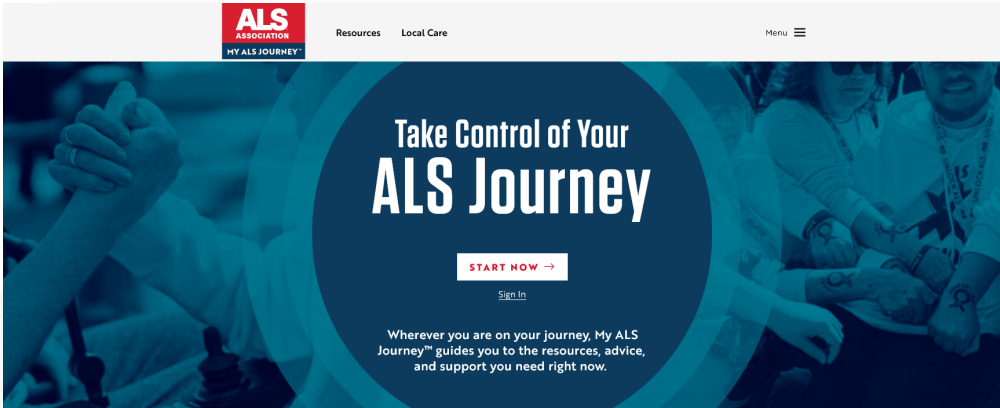 ALS
ASSOCIATION
MY ALS JOURNEY™
Resources
Local Care
Menu
Take Control of Your
ALS Journey
START NOW →
Sign In
Wherever you are on your journey, My ALS
Journey™ guides you to the resources, advice,
and support you need right now.
UNLOCK ALS